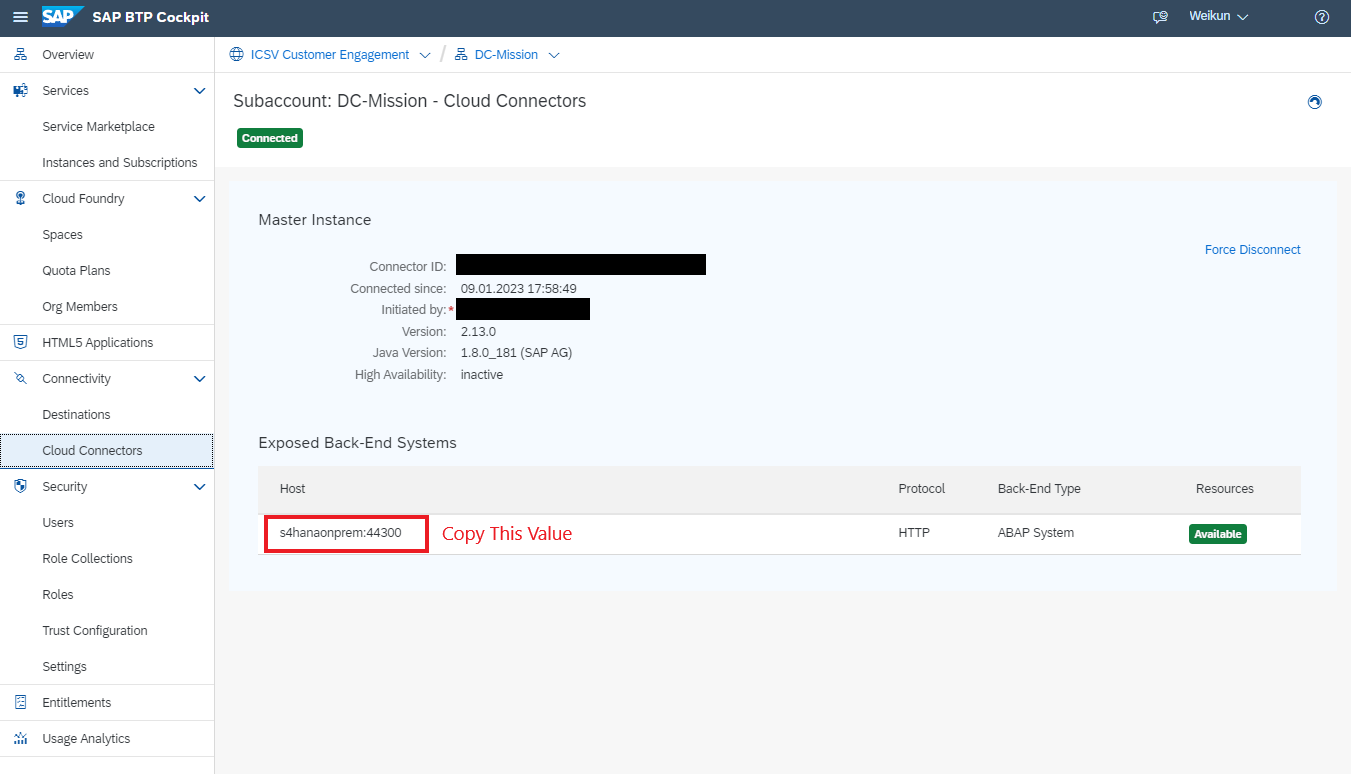 SAP SAP BTP Cockpit
Weikun
Overview
Services
Service Marketplace
Instances and Subscriptions
Cloud Foundry
Spaces
Quota Plans
Org Members
HTML5 Applications
Connectivity
Destinations
Cloud Connectors
Security
Users
Role Collections
Roles
Trust Configuration
Settings
Entitlements
Usage Analytics
ICSV Customer Engagement / DC-Mission
Subaccount: DC-Mission - Cloud Connectors
Connected
Master Instance
Force Disconnect
Connector ID:
Connected since: 09.01.2023 17:58:49
Initiated by:*
Version: 2.13.0
Java Version: 1.8.0_181 (SAP AG)
High Availability: inactive
Exposed Back-End Systems
Host Protocol Back-End Type Resources
s4hanaonprem:44300 Copy This Value HTTP ABAP System Available